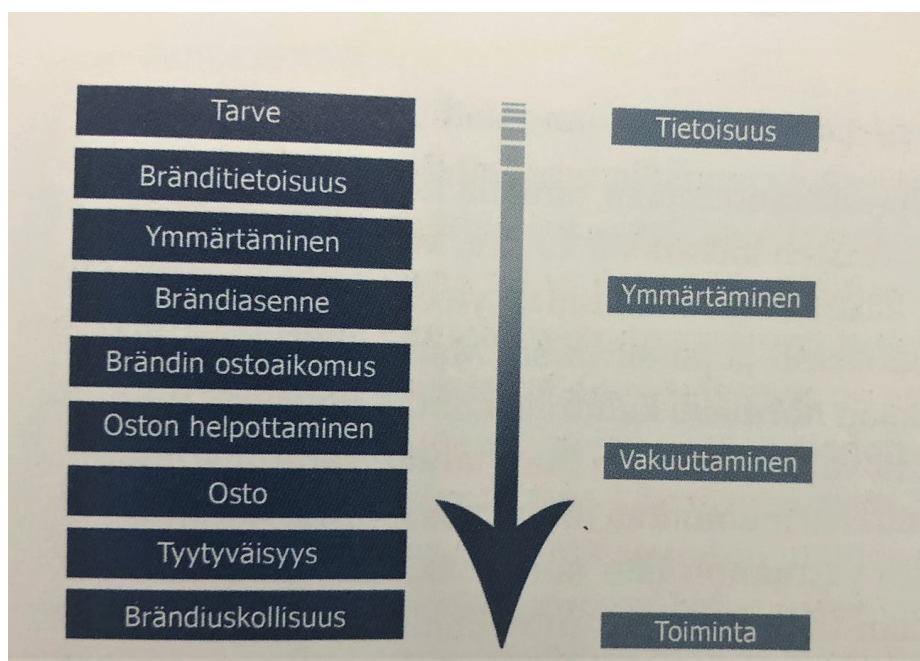 Tarve
Bränditietoisuus
Ymmärtäminen
Brändiasenne
Brändin ostoaikomus
Oston helpottaminen
Osto
Tyytyväisyys
Brändiuskollisuus
Tietoisuus
Ymmärtäminen
Vakuuttaminen
Toiminta